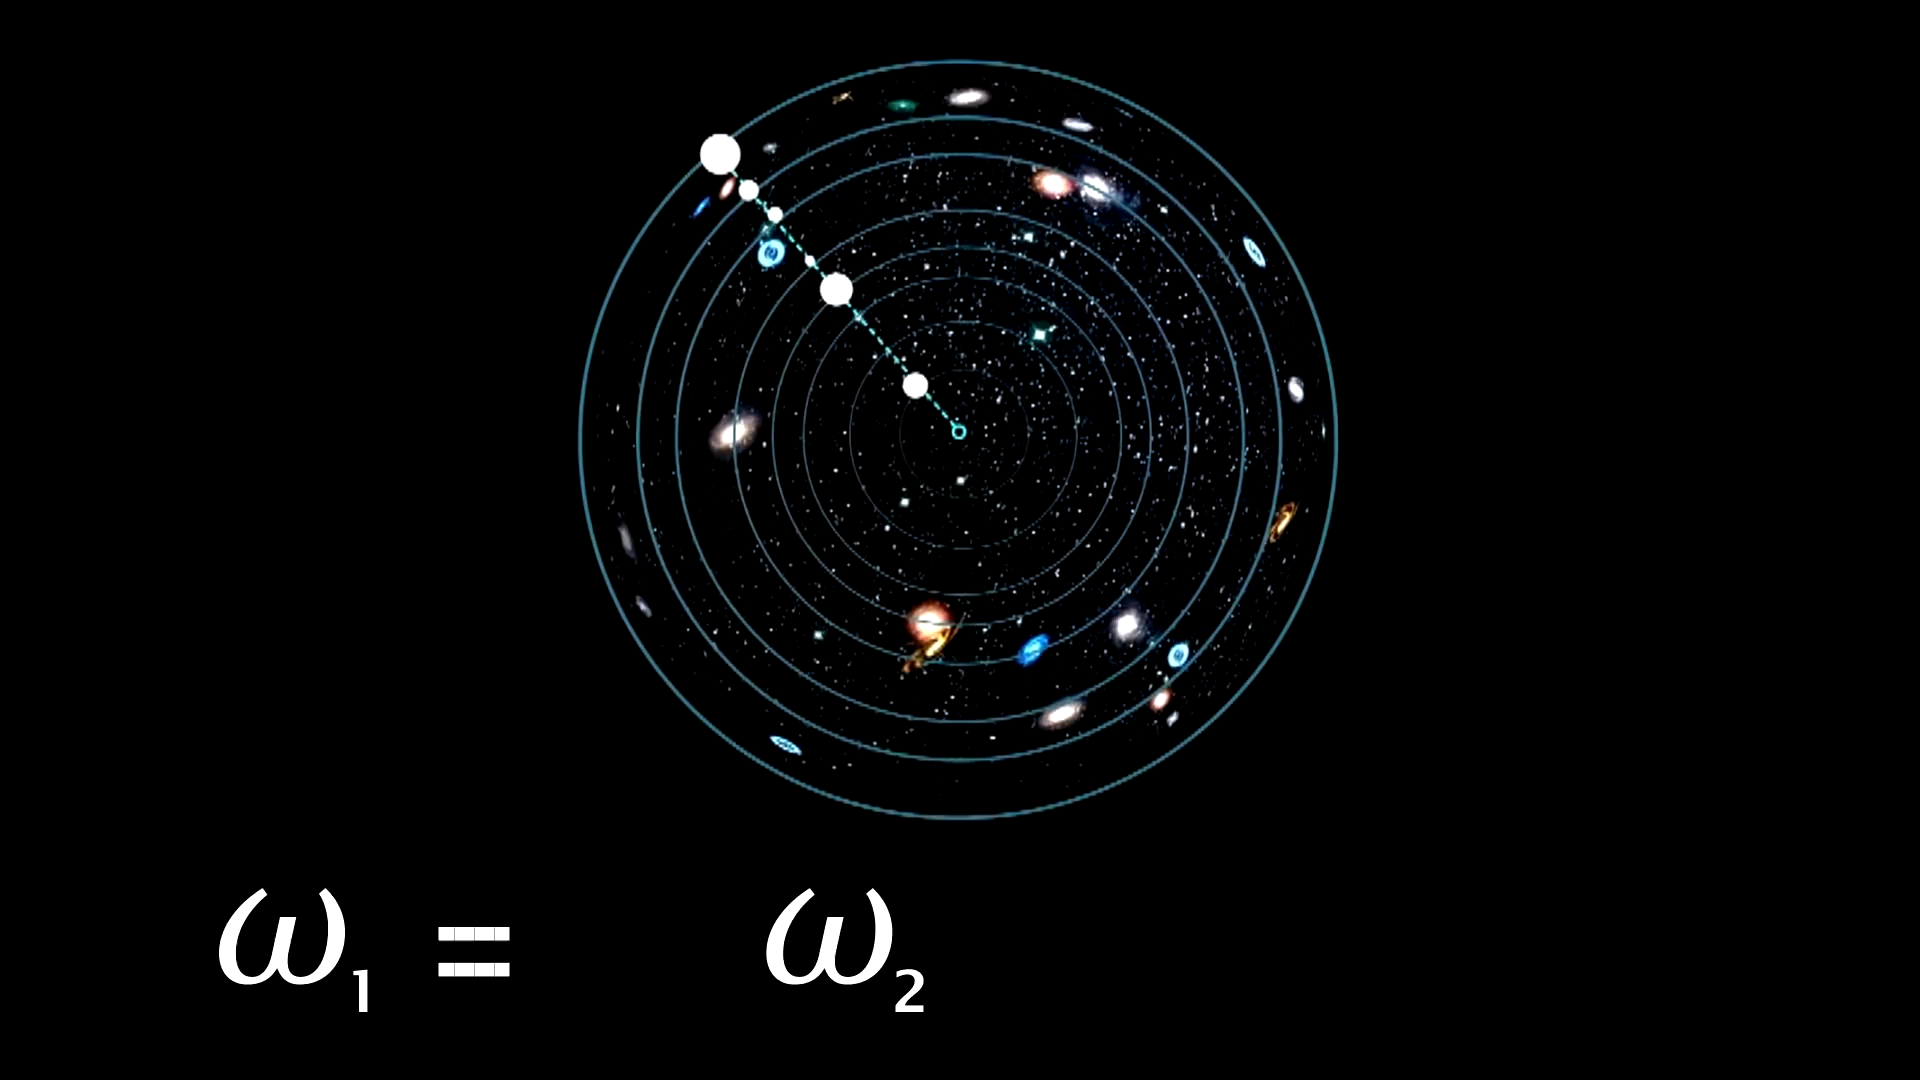 ω₁ = ω₂